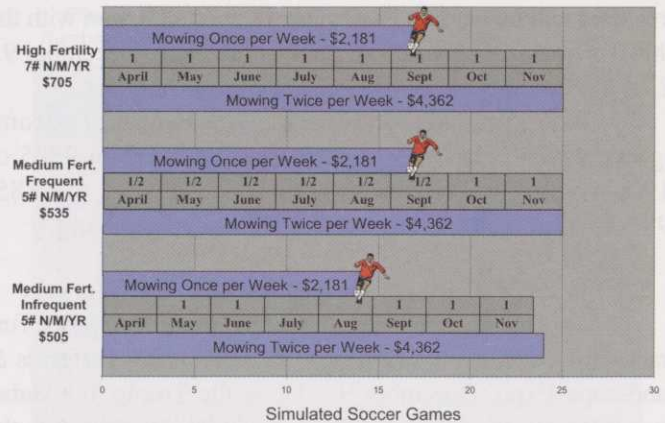 High Fertility
7# N/M/YR
$705
Mowing Once per Week - $2,181
1 1 1 1 1 1 1 1
April May June July Aug Sept Oct Nov
Mowing Twice per Week - $4,362
Medium Fert.
Frequent
5# N/M/YR
$535
Mowing Once per Week - $2,181
1/2 1/2 1/2 1/2 1/2 1/2 1 1
April May June July Aug Sept Oct Nov
Mowing Twice per Week - $4,362
Medium Fert.
Infrequent
5# N/M/YR
$505
Mowing Once per Week - $2,181
1 1 1 1 1
April May June July Aug Sept Oct Nov
Mowing Twice per Week - $4,362
0 5 10 15 20 25 30
Simulated Soccer Games